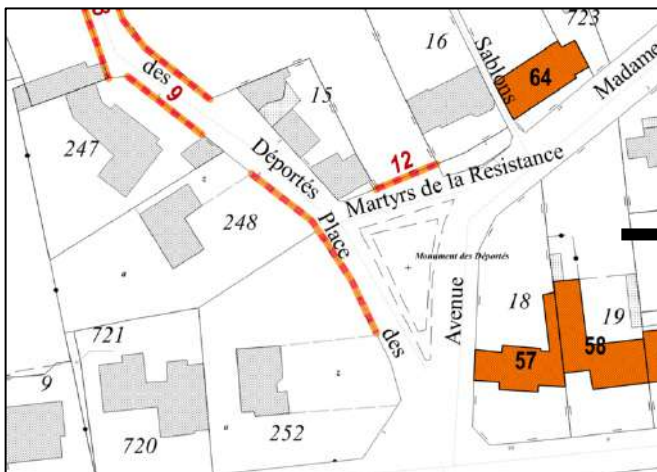 8
723
16
Sablons
64
Madame
des
9
15
247
12
Déportés
Martyrs de la Resistance
248
Place
Monument des Déportés
z
a
Avenue
18
19
des
721
57
58
9
z
720
a
252